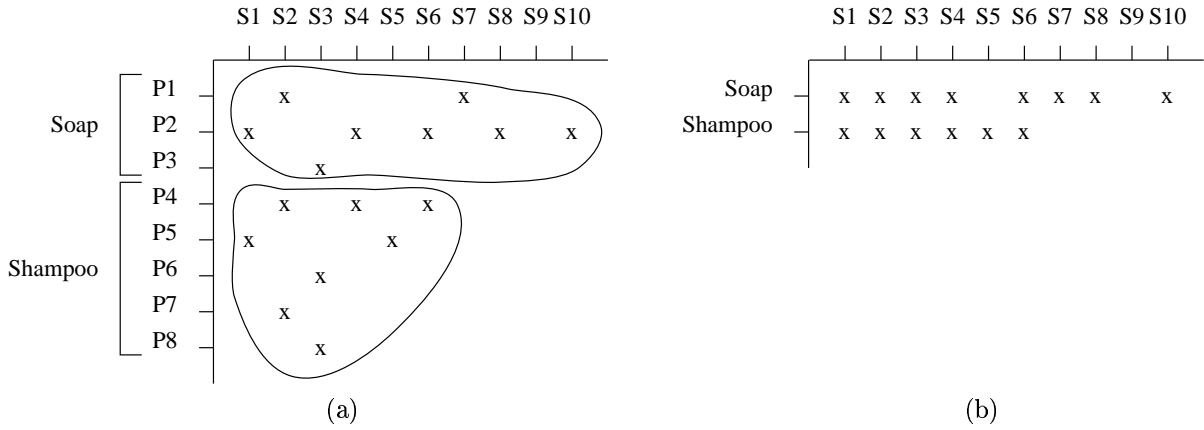 S1 S2 S3 S4 S5 S6 S7 S8 S9 S10
P1 x x
Soap P2 x x x x x
P3 x
P4 x x x
P5 x x
Shampoo P6 x
P7 x
P8 x
(a)
S1 S2 S3 S4 S5 S6 S7 S8 S9 S10
Soap x x x x x x x x
Shampoo x x x x x x
(b)